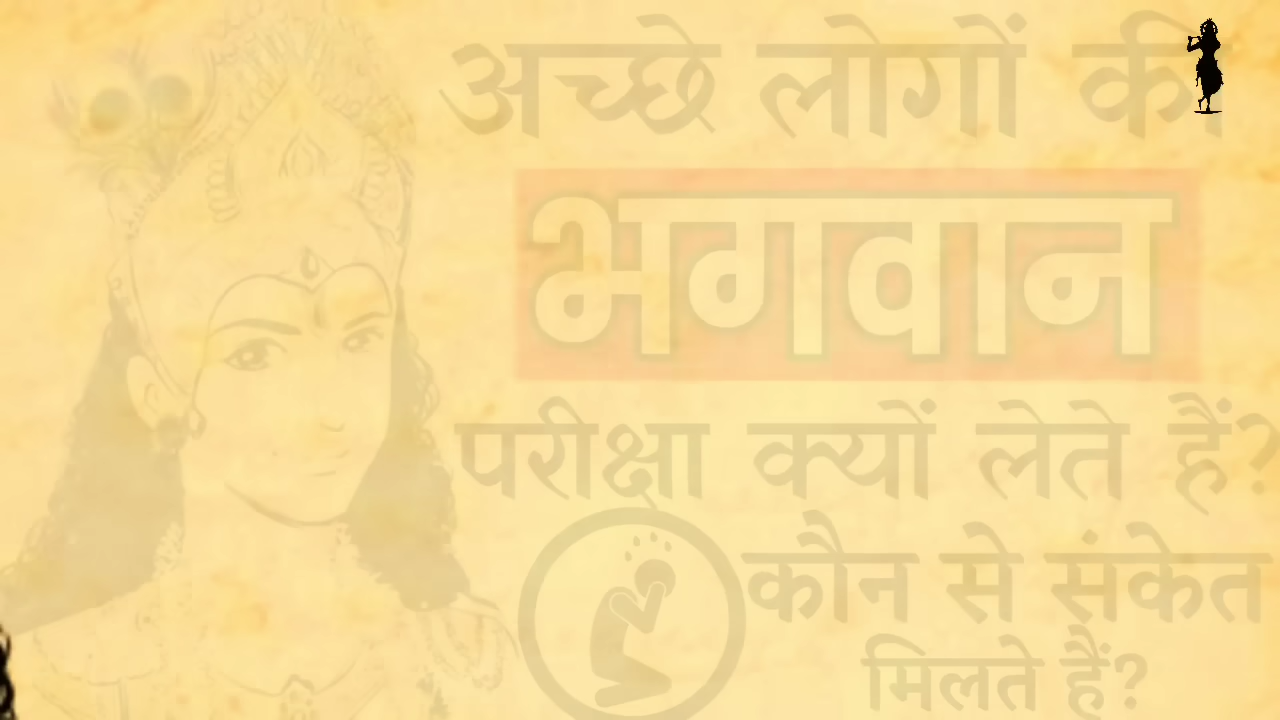 अच्छे लोगों की
भगवान
परीक्षा क्यों लेते हैं?
कौन से संकेत
मिलते हैं?